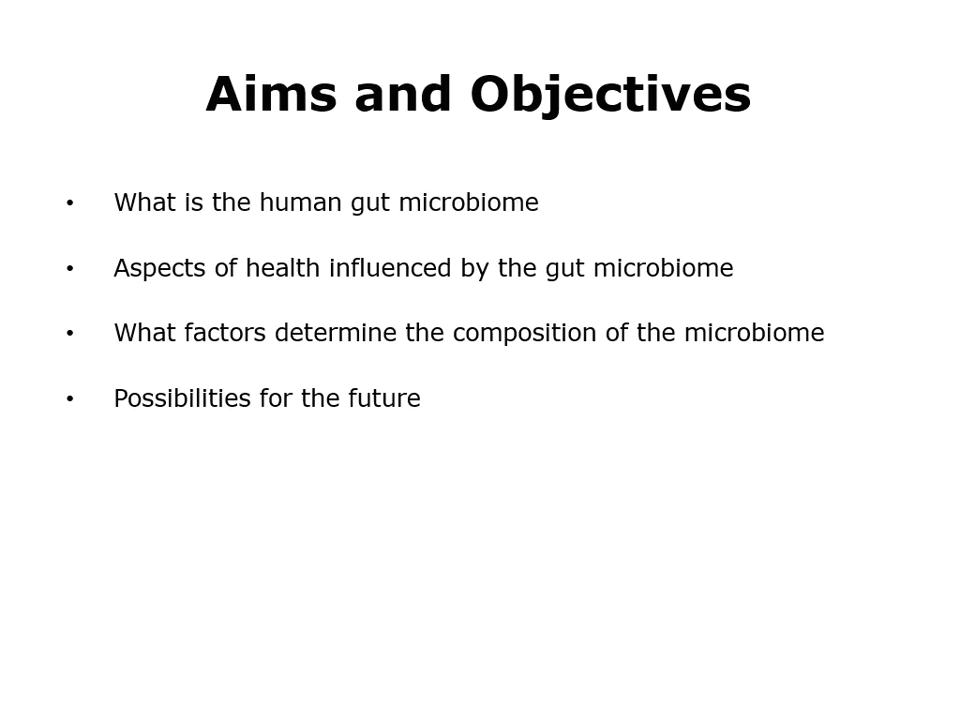 Aims and Objectives
• What is the human gut microbiome
• Aspects of health influenced by the gut microbiome
• What factors determine the composition of the microbiome
• Possibilities for the future